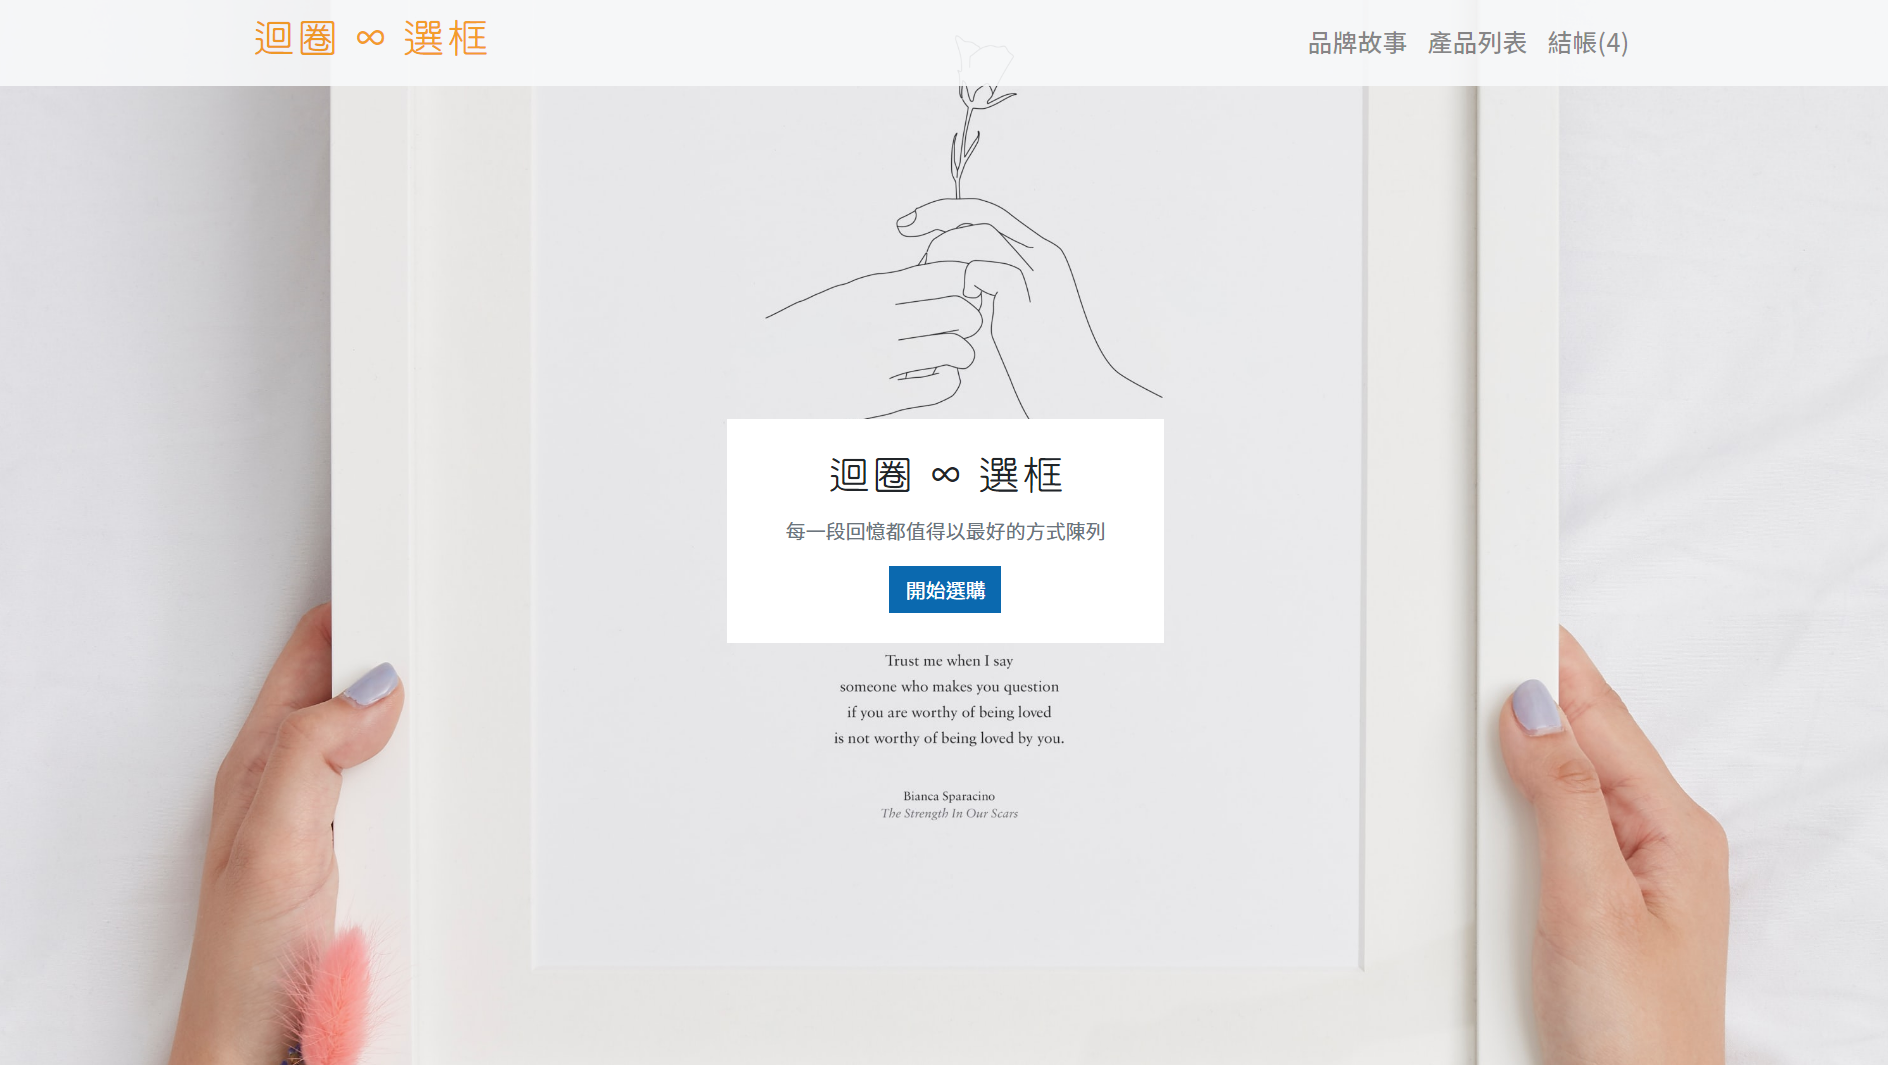 迴圈 ∞ 選框
品牌故事 產品列表 結帳(4)
迴圈 ∞ 選框
每一段回憶都值得以最好的方式陳列
開始選購
Trust me when I say
someone who makes you question
if you are worthy of being loved
is not worthy of being loved by you.
Bianca Sparacino
The Strength In Our Scars